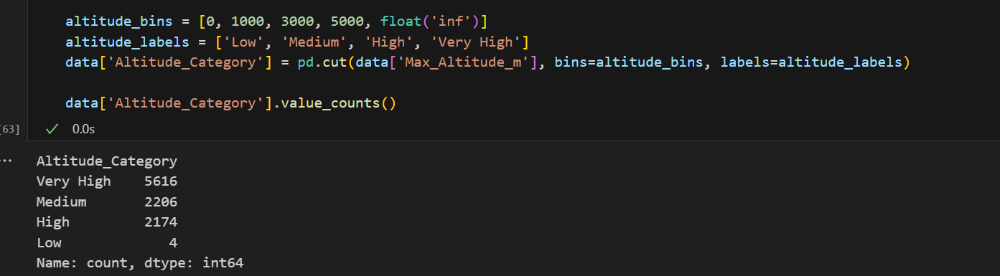 altitude_bins = [0, 1000, 3000, 5000, float('inf')]
altitude_labels = ['Low', 'Medium', 'High', 'Very High']
data['Altitude_Category'] = pd.cut(data['Max_Altitude_m'], bins=altitude_bins, labels=altitude_labels)
data['Altitude_Category'].value_counts()
[63]
0.0s
Altitude_Category
Very High    5616
Medium       2206
High         2174
Low             4
Name: count, dtype: int64